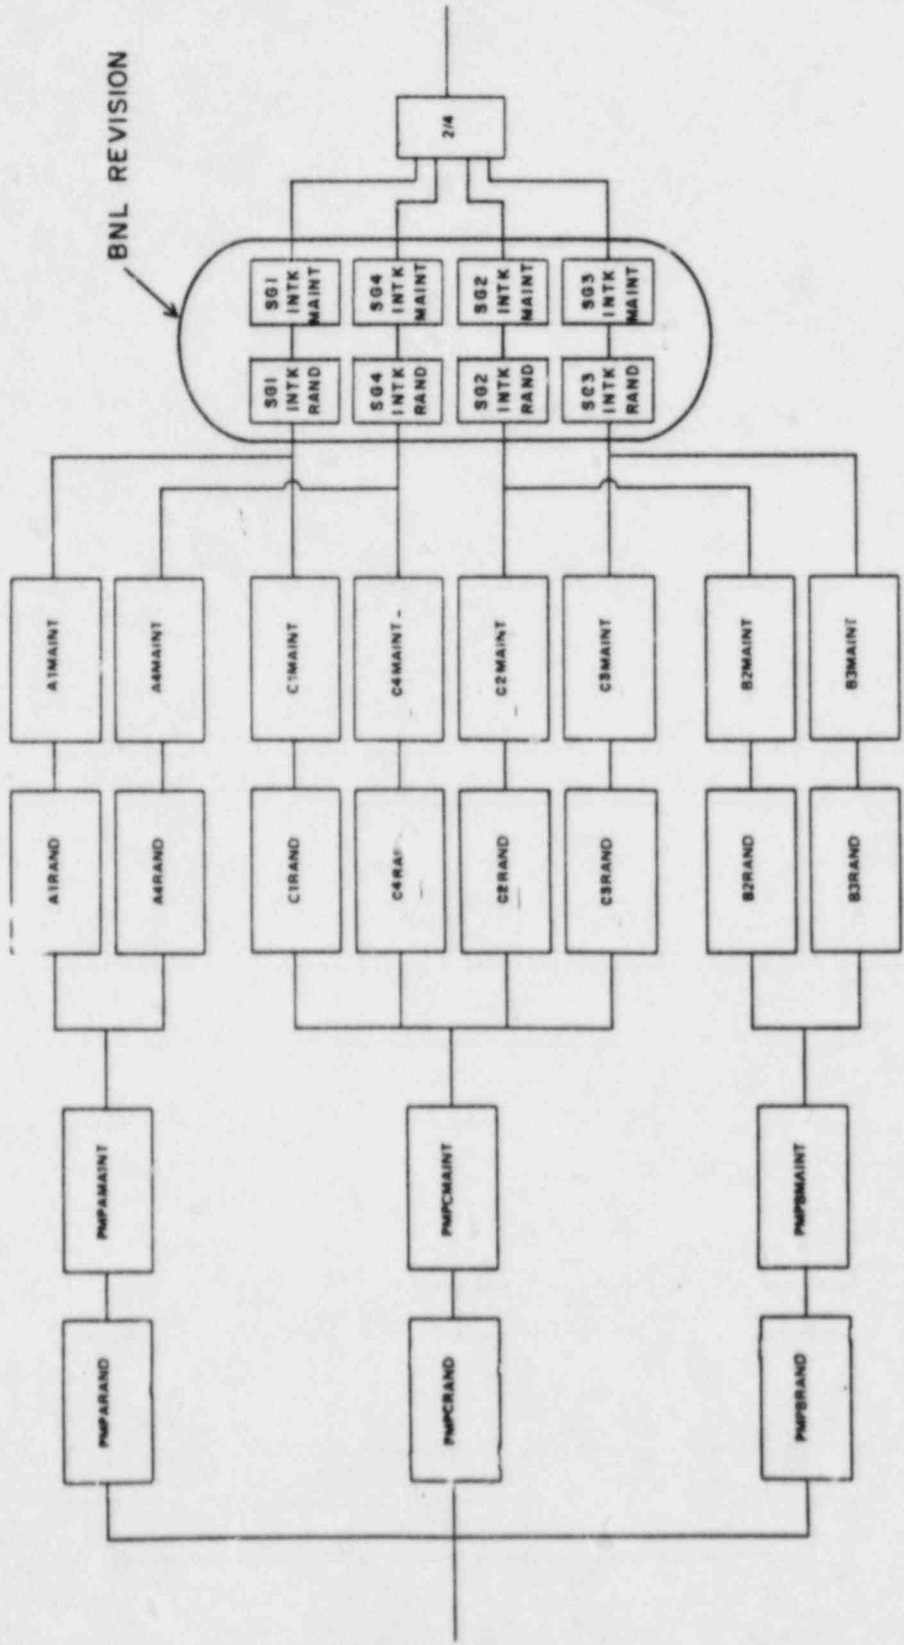 BNL REVISION
2/4
SG1 INTK MAINT
SG4 INTK MAINT
SG2 INTK MAINT
SG3 INTK MAINT
SG1 INTK RAND
SG4 INTK RAND
SG2 INTK RAND
SG3 INTK RAND
A1MAINT
A4MAINT
C1MAINT
C4MAINT
C2MAINT
C3MAINT
B2MAINT
B3MAINT
A1RAND
A4RAND
C1RAND
C2RAND
C3RAND
B2RAND
B3RAND
PMPAMAINT
PMPCMAINT
PMPBMAINT
PMPARAND
PMPCRAND
PMPBRAND